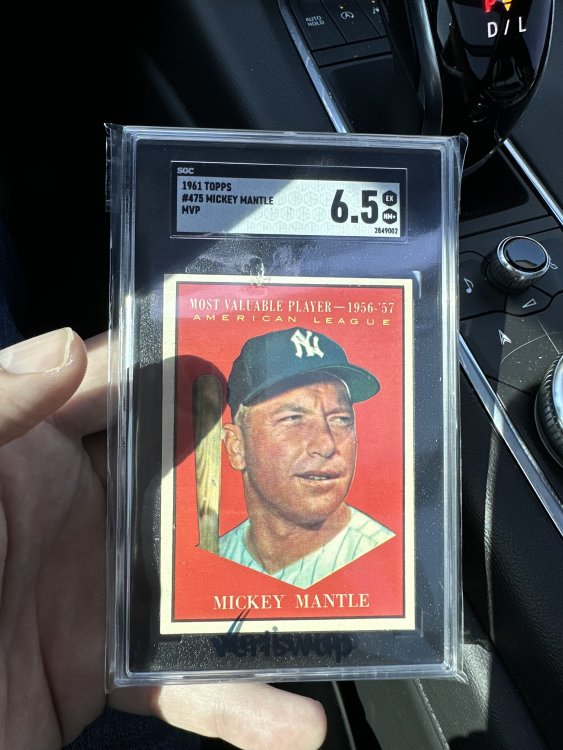 AUTO
HOLD
A
D / L
SGC
1961 TOPPS
#475 MICKEY MANTLE
MVP
6.5
EX
NM+
2849002
MOST VALUABLE PLAYER—1956-'57
AMERICAN LEAGUE
NY
MICKEY MANTLE
veriswap